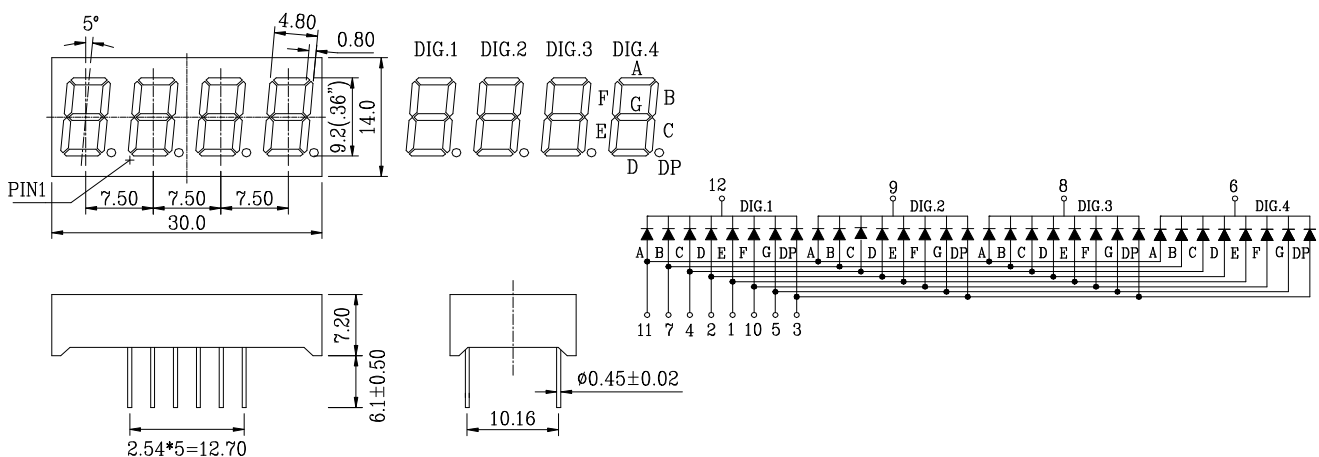 5°
4.80
0.80
DIG.1 DIG.2 DIG.3 DIG.4
A
F G B
E C
D DP
9.2(.36")
14.0
PIN1
7.50 7.50 7.50
30.0
12 9 8 6
DIG.1 DIG.2 DIG.3 DIG.4
A B C D E F G DP A B C D E F G DP A B C D E F G DP A B C D E F G DP
11 7 4 2 1 10 5 3
7.20
6.1±0.50
2.54*5=12.70
ø0.45±0.02
10.16